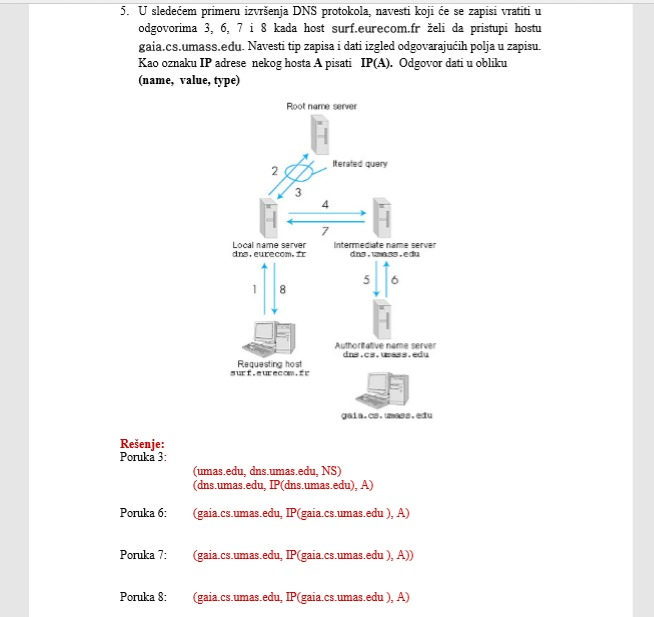 5. U sledećem primeru izvršenja DNS protokola, navesti koji će se zapisi vratiti u
odgovorima 3, 6, 7 i 8 kada host surf.eurecom.fr želi da pristupi hostu
gaia.cs.umass.edu. Navesti tip zapisa i dati izgled odgovarajućih polja u zapisu.
Kao oznaku IP adrese nekog hosta A pisati IP(A). Odgovor dati u obliku
(name, value, type)
Root name server
Iterated query
2
3
4
7
Local name server
dns.eurecom.fr
Intermediate name server
dns.umass.edu
1
8
5
6
Authoritative name server
dns.cs.umass.edu
Requesting host
surf.eurecom.fr
gaia.cs.umass.edu
Rešenje:
Poruka 3:
(umas.edu, dns.umas.edu, NS)
(dns.umas.edu, IP(dns.umas.edu), A)
Poruka 6: (gaia.cs.umas.edu, IP(gaia.cs.umas.edu ), A)
Poruka 7: (gaia.cs.umas.edu, IP(gaia.cs.umas.edu ), A))
Poruka 8: (gaia.cs.umas.edu, IP(gaia.cs.umas.edu ), A)